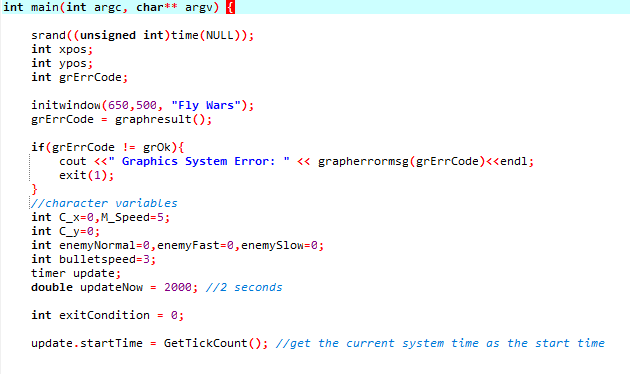 int main(int argc, char** argv) {
srand((unsigned int)time(NULL));
int xpos;
int ypos;
int grErrCode;
initwindow(650,500, "Fly Wars");
grErrCode = graphresult();
if(grErrCode != grOk){
cout <<" Graphics System Error: " << grapherrormsg(grErrCode)<<endl;
exit(1);
}
//character variables
int C_x=0,M_Speed=5;
int C_y=0;
int enemyNormal=0,enemyFast=0,enemySlow=0;
int bulletspeed=3;
timer update;
double updateNow = 2000; //2 seconds
int exitCondition = 0;
update.startTime = GetTickCount(); //get the current system time as the start time